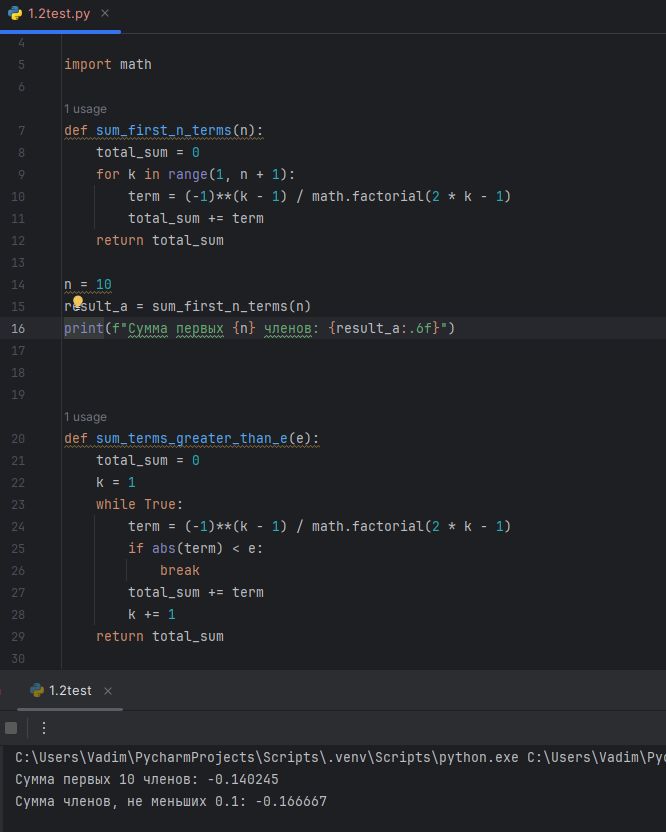 1.2test.py
4
5 import math
6
1 usage
7 def sum_first_n_terms(n):
8 total_sum = 0
9 for k in range(1, n + 1):
10 term = (-1)**(k - 1) / math.factorial(2 * k - 1)
11 total_sum += term
12 return total_sum
13
14 n = 10
15 result_a = sum_first_n_terms(n)
16 print(f"Сумма первых {n} членов: {result_a:.6f}")
17
18
19
1 usage
20 def sum_terms_greater_than_e(e):
21 total_sum = 0
22 k = 1
23 while True:
24 term = (-1)**(k - 1) / math.factorial(2 * k - 1)
25 if abs(term) < e:
26 break
27 total_sum += term
28 k += 1
29 return total_sum
30
1.2test
C:\Users\Vadim\PycharmProjects\Scripts\.venv\Scripts\python.exe C:\Users\Vadim\Pyc
Сумма первых 10 членов: -0.140245
Сумма членов, не меньших 0.1: -0.166667